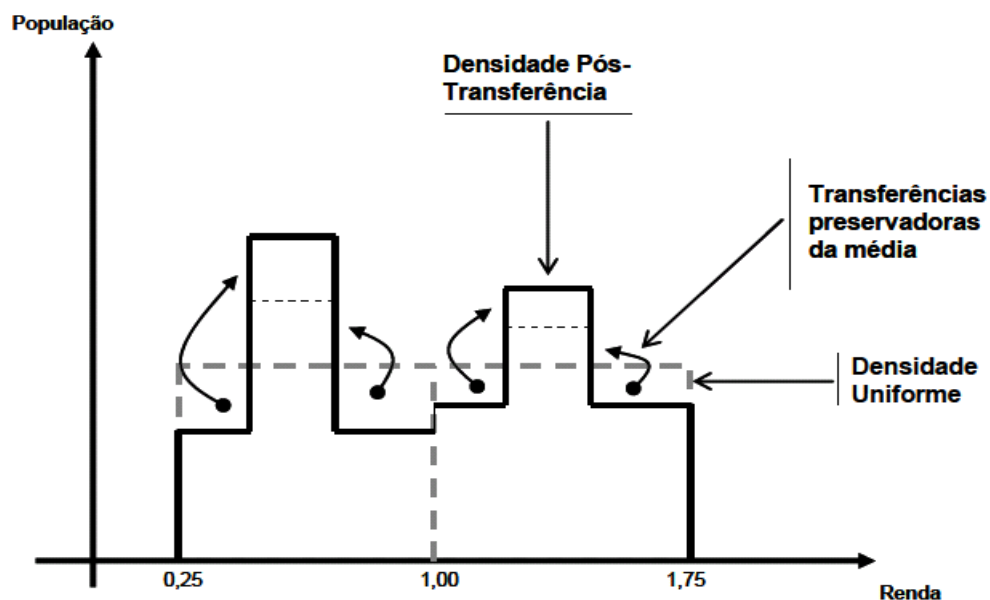 População
Densidade Pós-
Transferência
Transferências
preservadoras
da média
Densidade
Uniforme
0,25
1,00
1,75
Renda